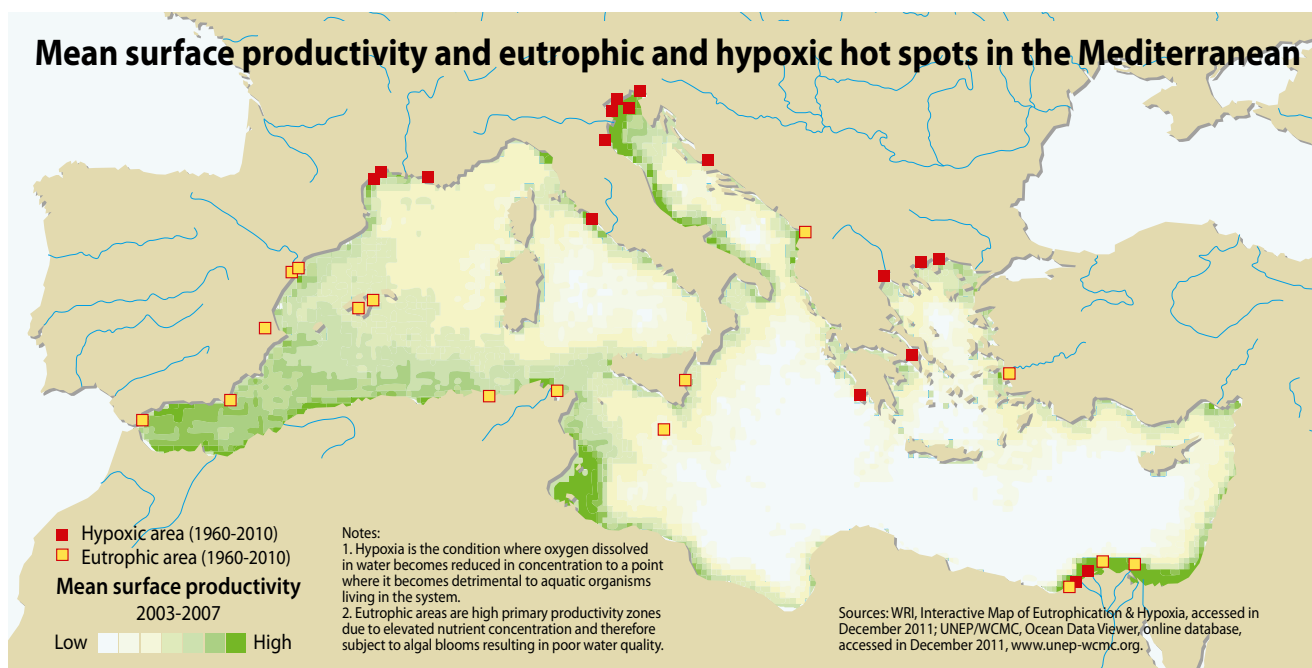 Mean surface productivity and eutrophic and hypoxic hot spots in the Mediterranean
Hypoxic area (1960-2010)
Eutrophic area (1960-2010)
Mean surface productivity
2003-2007
Low High
Notes:
1. Hypoxia is the condition where oxygen dissolved
in water becomes reduced in concentration to a point
where it becomes detrimental to aquatic organisms
living in the system.
2. Eutrophic areas are high primary productivity zones
due to elevated nutrient concentration and therefore
subject to algal blooms resulting in poor water quality.
Sources: WRI, Interactive Map of Eutrophication & Hypoxia, accessed in
December 2011; UNEP/WCMC, Ocean Data Viewer, online database,
accessed in December 2011, www.unep-wcmc.org.